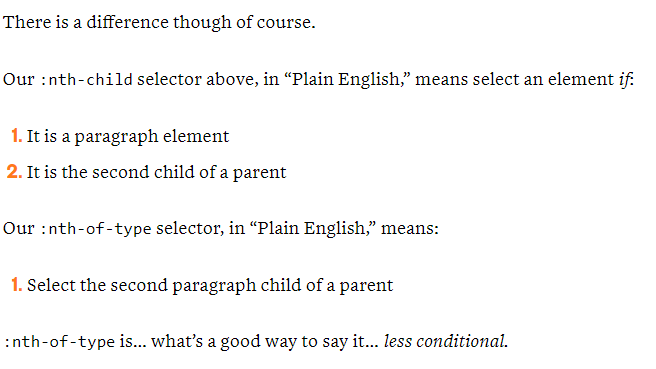 There is a difference though of course.
Our :nth-child selector above, in “Plain English,” means select an element if:
1. It is a paragraph element
2. It is the second child of a parent
Our :nth-of-type selector, in “Plain English,” means:
1. Select the second paragraph child of a parent
:nth-of-type is... what’s a good way to say it... less conditional.